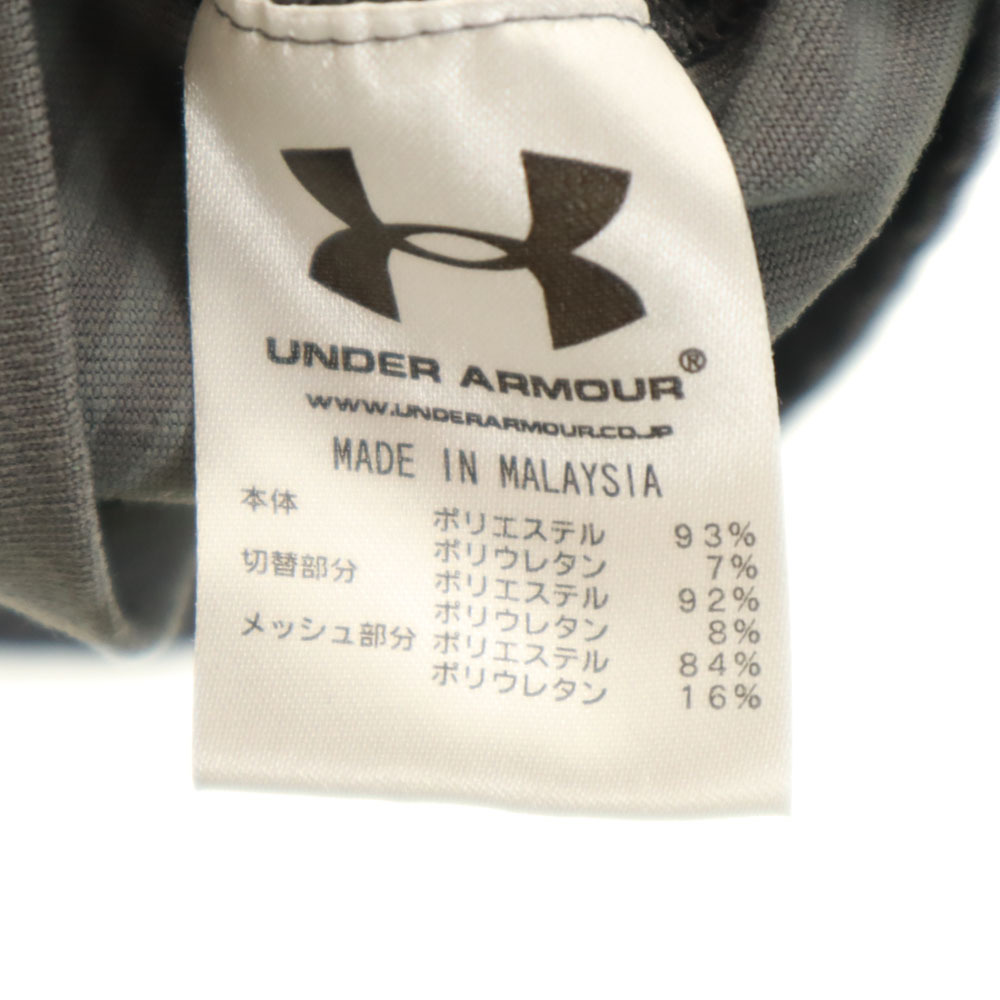 UNDER ARMOUR®
WWW.UNDERARMOUR.CO.JP
MADE IN MALAYSIA
本体 ポリエステル 93%
ポリウレタン 7%
切替部分 ポリエステル 92%
ポリウレタン 8%
メッシュ部分 ポリエステル 84%
ポリウレタン 16%